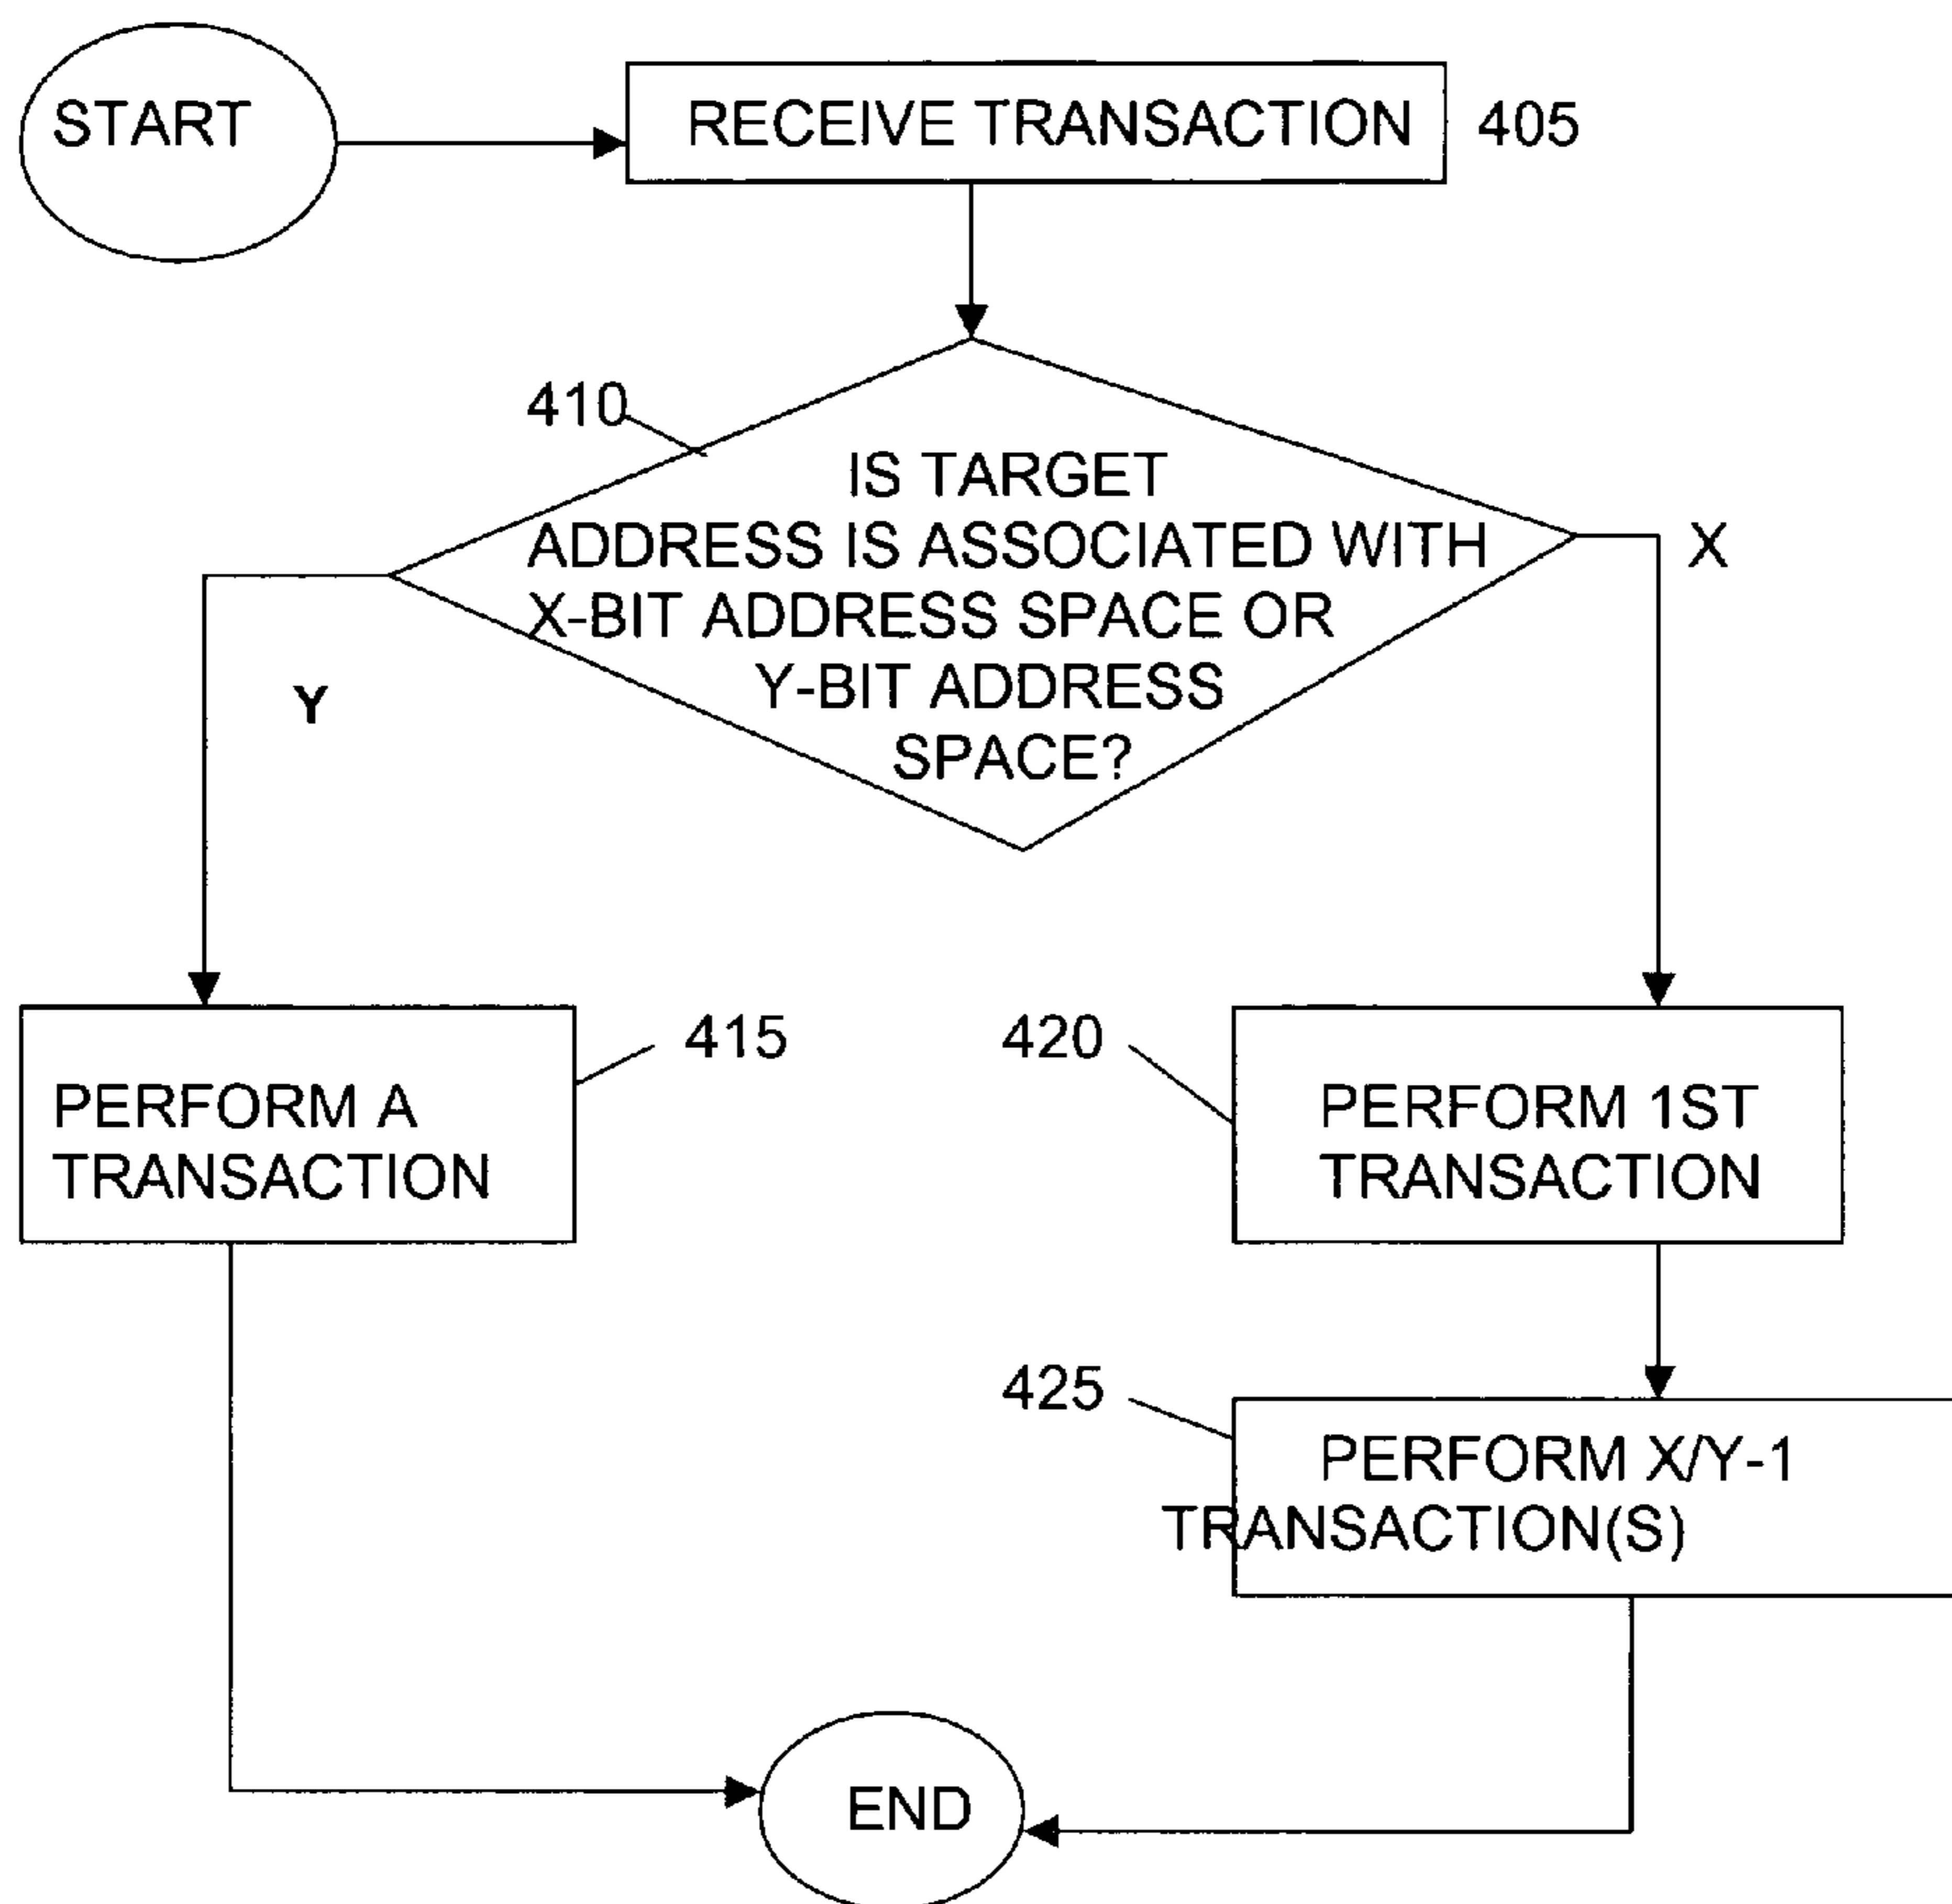 START
RECEIVE TRANSACTION 405
410
IS TARGET
ADDRESS IS ASSOCIATED WITH
X-BIT ADDRESS SPACE OR
Y-BIT ADDRESS
SPACE?
X
Y
415
PERFORM A
TRANSACTION
420
PERFORM 1ST
TRANSACTION
425
PERFORM X/Y-1
TRANSACTION(S)
END